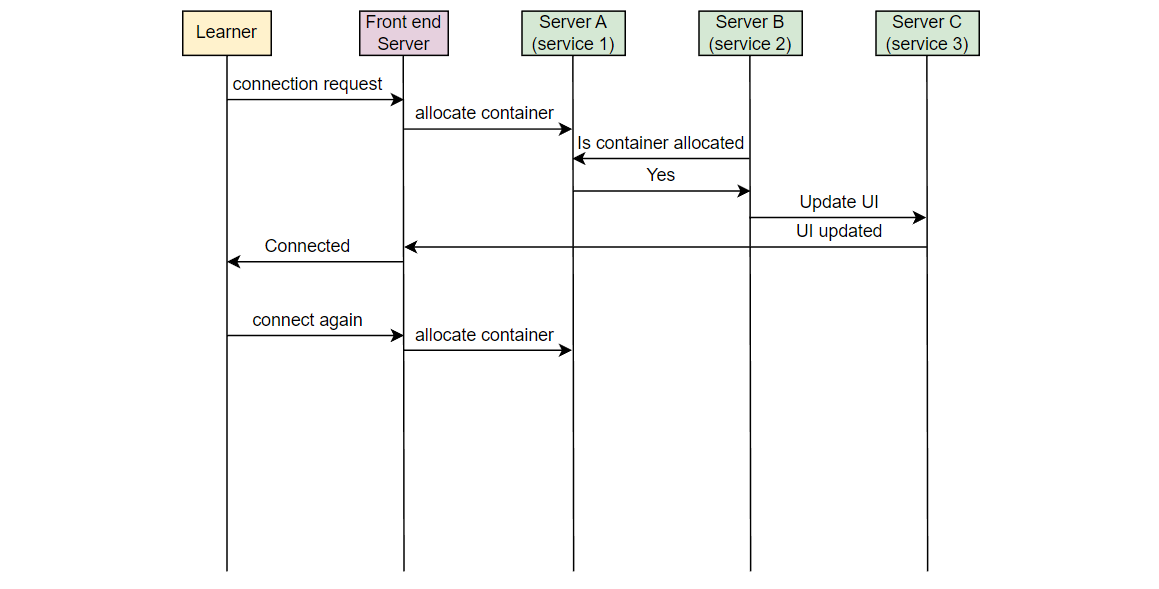 Learner
Front end
Server
Server A
(service 1)
Server B
(service 2)
Server C
(service 3)
connection request
allocate container
Is container allocated
Yes
Update UI
UI updated
Connected
connect again
allocate container